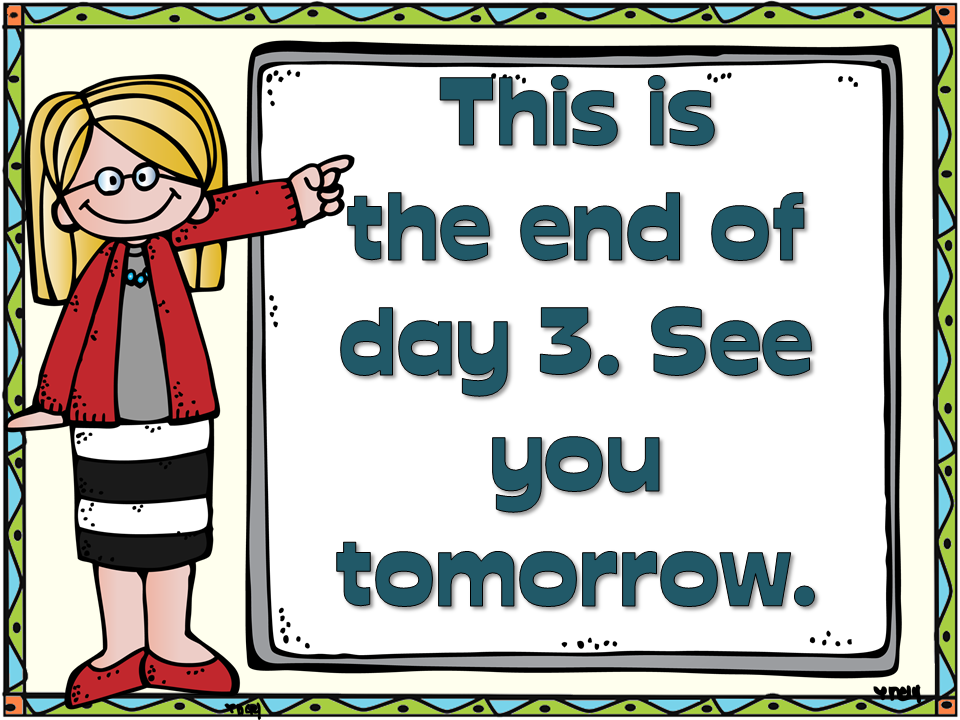 This is
the end of
day 3. See
you
tomorrow.